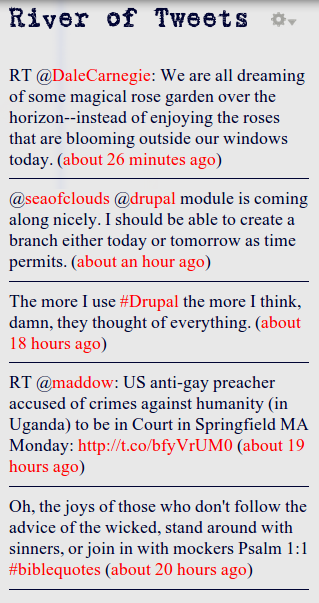 River of Tweets
RT @DaleCarnegie: We are all dreaming
of some magical rose garden over the
horizon--instead of enjoying the roses
that are blooming outside our windows
today. (about 26 minutes ago)
@seaofclouds @drupal module is coming
along nicely. I should be able to create a
branch either today or tomorrow as time
permits. (about an hour ago)
The more I use #Drupal the more I think,
damn, they thought of everything. (about
18 hours ago)
RT @maddow: US anti-gay preacher
accused of crimes against humanity (in
Uganda) to be in Court in Springfield MA
Monday: http://t.co/bfyVrUM0 (about 19
hours ago)
Oh, the joys of those who don't follow the
advice of the wicked, stand around with
sinners, or join in with mockers Psalm 1:1
#biblequotes (about 20 hours ago)